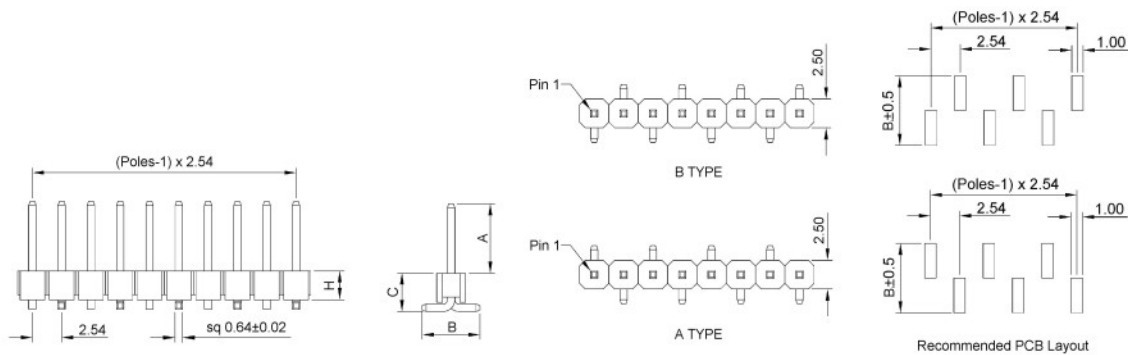 (Poles-1) x 2.54
A
H
C
B
2.54
sq 0.64±0.02
Pin 1
2.50
B TYPE
Pin 1
2.50
A TYPE
(Poles-1) x 2.54
2.54
1.00
B±0.5
(Poles-1) x 2.54
2.54
1.00
B±0.5
Recommended PCB Layout